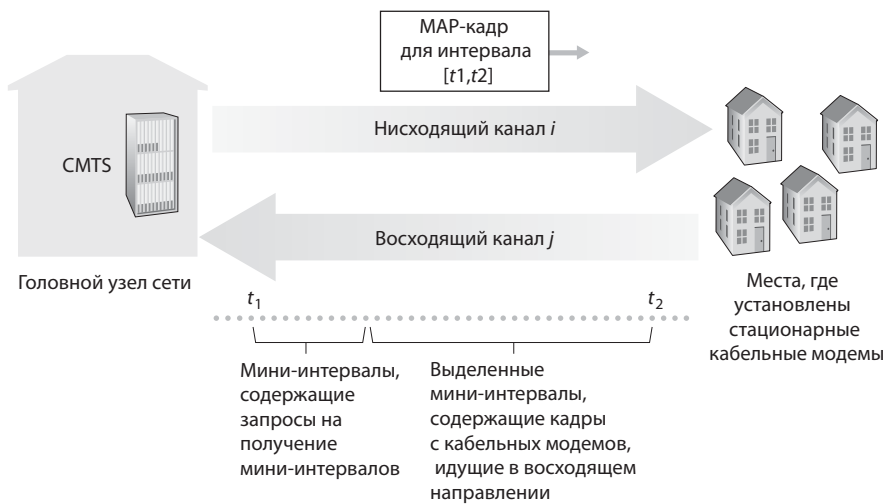 MAP-кадр
для интервала
[t1,t2]
Нисходящий канал i
CMTS
Восходящий канал j
Головной узел сети
Места, где
установлены
стационарные
кабельные модемы
t1
t2
Мини-интервалы,
содержащие
запросы на
получение
мини-интервалов
Выделенные
мини-интервалы,
содержащие кадры
с кабельных модемов,
идущие в восходящем
направлении